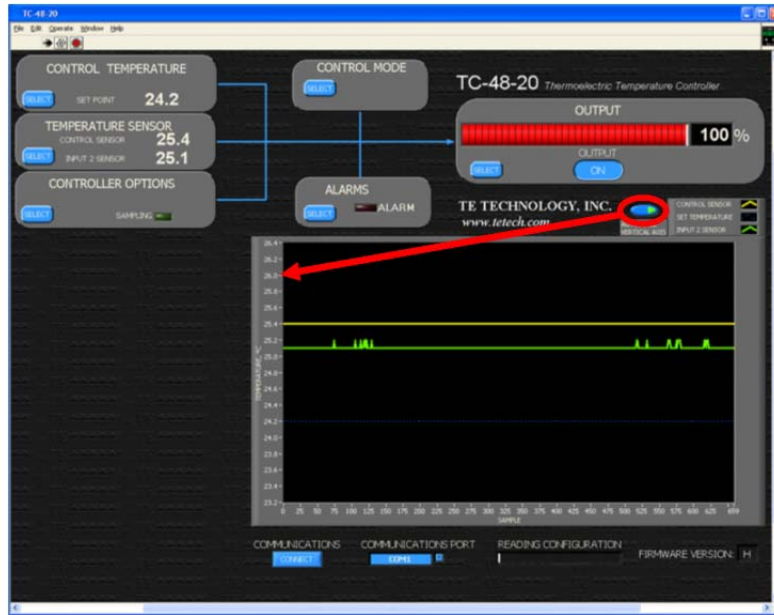 TC-48-20
File Edit Operate Window Help
CONTROL TEMPERATURE
SELECT SET POINT 24.2
TEMPERATURE SENSOR
CONTROL SENSOR 25.4
SELECT INPUT 2 SENSOR 25.1
CONTROLLER OPTIONS
SELECT SAMPLING
CONTROL MODE
SELECT
ALARMS
SELECT ALARM
TC-48-20 Thermoelectric Temperature Controller
OUTPUT
100 %
OUTPUT
SELECT ON
TE TECHNOLOGY, INC.
www.tetech.com
VERTICAL AXIS
CONTROL SENSOR
SET TEMPERATURE
INPUT 2 SENSOR
26.4
26.2
26.0
25.8
25.6
25.4
25.2
25.0
24.8
24.6
24.4
24.2
24.0
23.8
23.6
23.4
23.2
TEMPERATURE, °C
0 25 50 75 100 125 150 175 200 225 250 275 300 325 350 375 400 425 450 475 500 525 550 575 600 625 659
SAMPLE
COMMUNICATIONS COMMUNICATIONS PORT READING CONFIGURATION
CONNECT COM1 FIRMWARE VERSION: H